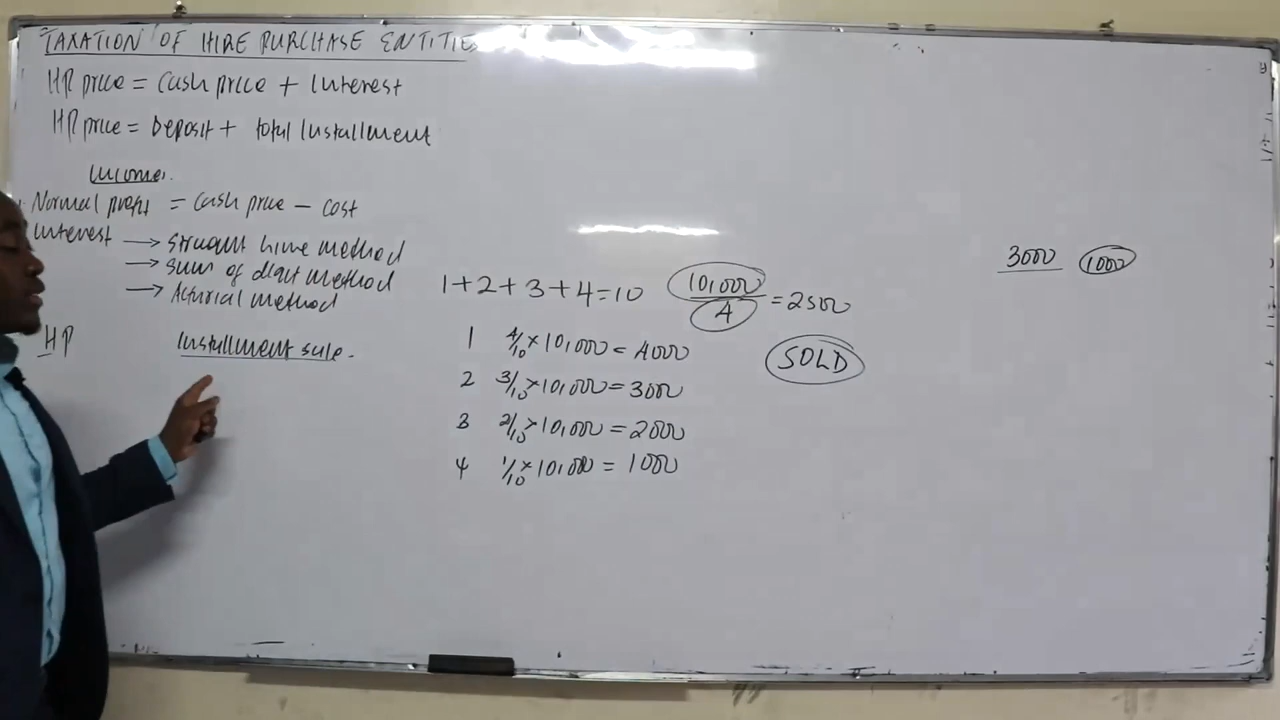 TAXATION OF HIRE PURCHASE ENTITIES
HP price = Cash price + Interest
HP price = Deposit + total Installment
Income.
Normal profit = Cash price - cost
Interest → Straight line method
→ Sum of digit method
→ Acturial method
HP Installment sale.
1+2+3+4=10
10,000/4 = 2500
1 4/10 × 10,000 = 4000
2 3/10 × 10,000 = 3000
3 2/10 × 10,000 = 2000
4 1/10 × 10,000 = 1000
SOLD
3000 1000